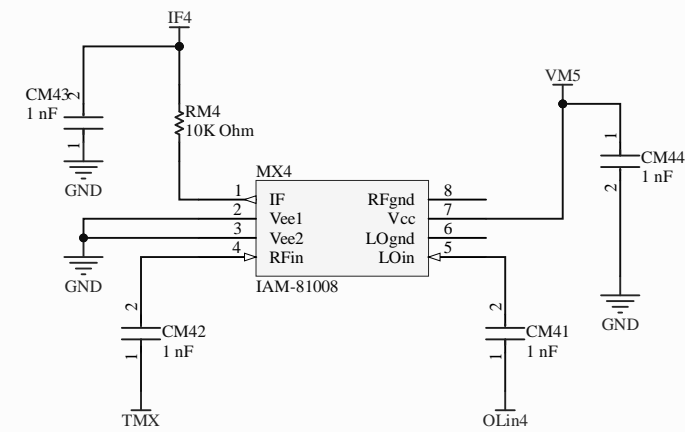 IF4
CM43
2
1 nF
1
GND
RM4
10K Ohm
VM5
1
CM44
1 nF
2
GND
MX4
1 IF RFgnd 8
2 Vee1 Vcc 7
3 Vee2 LOgnd 6
4 RFin LOin 5
IAM-81008
GND
2
CM42
1 nF
1
TMX
2
CM41
1 nF
1
OLin4